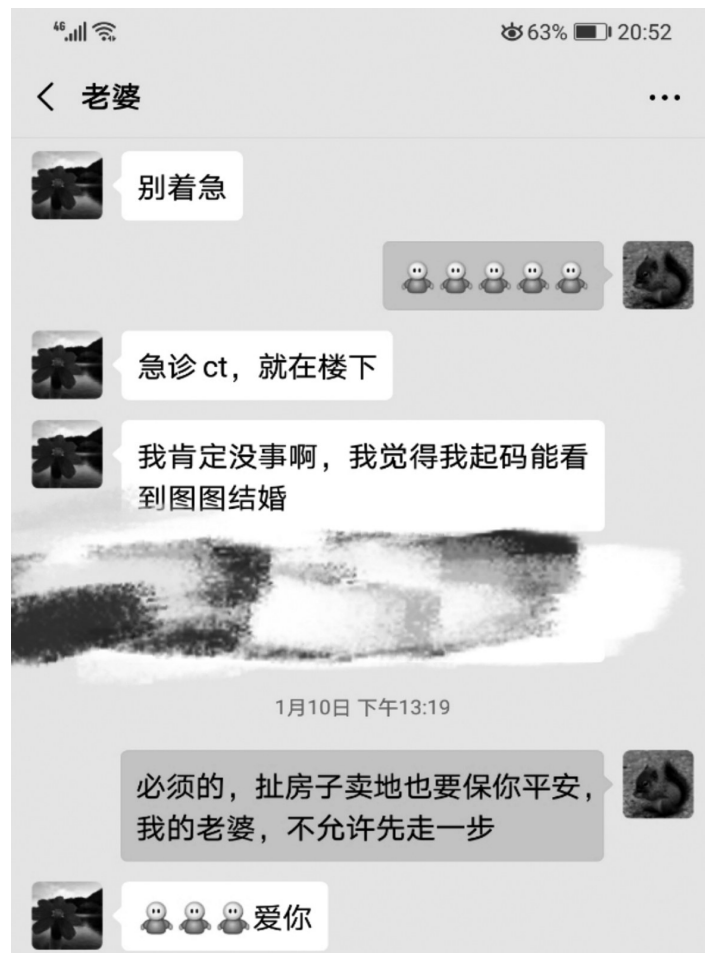 46
63% 20:52
老婆
别着急
急诊 ct，就在楼下
我肯定没事啊，我觉得我起码能看
到图图结婚
1月10日 下午13:19
必须的，扯房子卖地也要保你平安，
我的老婆，不允许先走一步
爱你